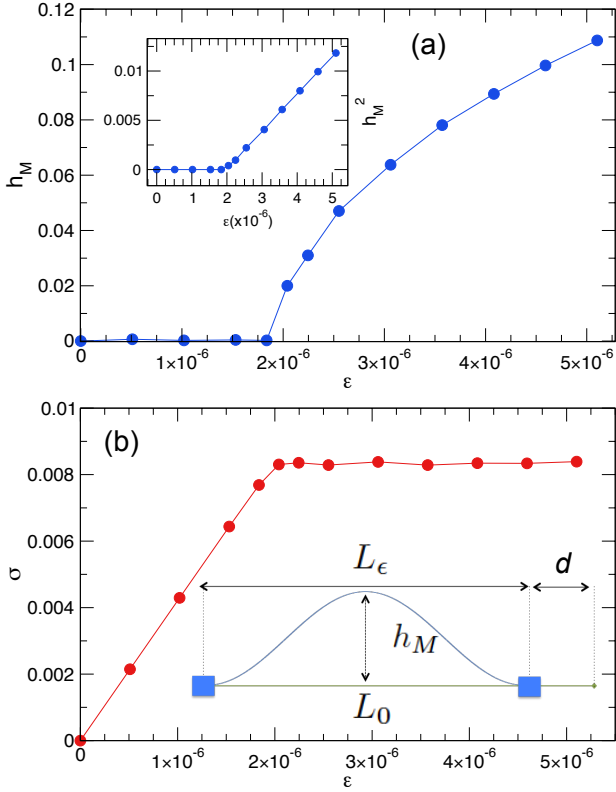 (a)
h_M
0.12
0.1
0.08
0.06
0.04
0.02
0
0 1×10⁻⁶ 2×10⁻⁶ 3×10⁻⁶ 4×10⁻⁶ 5×10⁻⁶
ε
0.01
0.005
0
h_M²
0 1 2 3 4 5
ε(x10⁻⁶)
(b)
σ
0.01
0.008
0.006
0.004
0.002
0
0 1×10⁻⁶ 2×10⁻⁶ 3×10⁻⁶ 4×10⁻⁶ 5×10⁻⁶
ε
L_ϵ
d
h_M
L_0